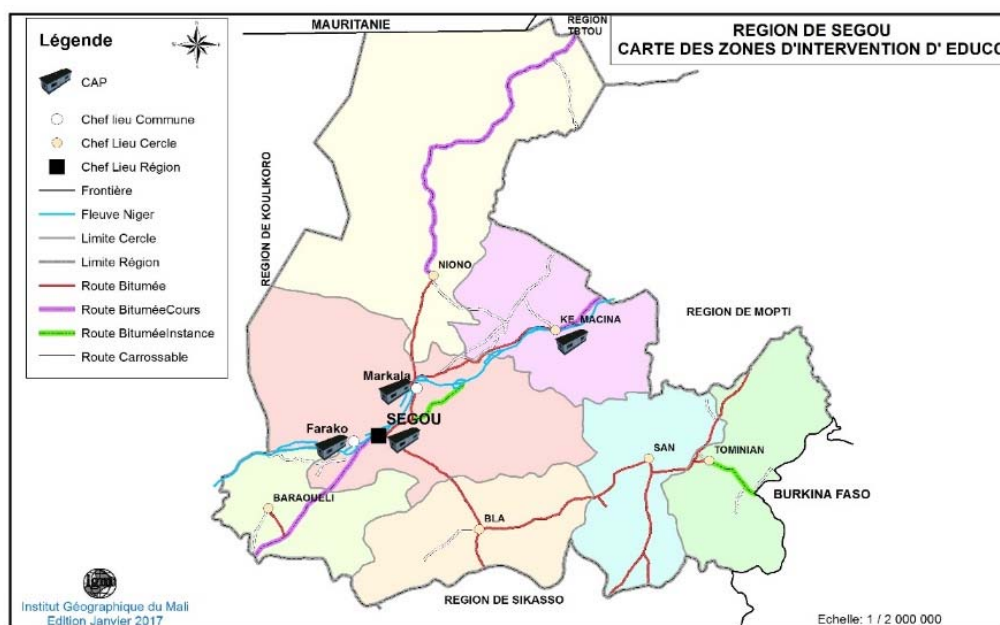 MAURITANIE
REGION
TBTOU
REGION DE SEGOU
CARTE DES ZONES D'INTERVENTION D' EDUCO
Légende
CAP
Chef lieu Commune
Chef Lieu Cercle
Chef Lieu Région
Frontière
Fleuve Niger
Limite Cercle
Limite Région
Route Bitumée
Route BituméeCours
Route BituméeInstance
Route Carrossable
REGION DE KOULIKORO
NIONO
KE_MACINA
REGION DE MOPTI
Markala
SEGOU
Farako
SAN
TOMINIAN
BARAOUELI
BLA
BURKINA FASO
REGION DE SIKASSO
Institut Géographique du Mali
Edition Janvier 2017
Echelle: 1 / 2 000 000